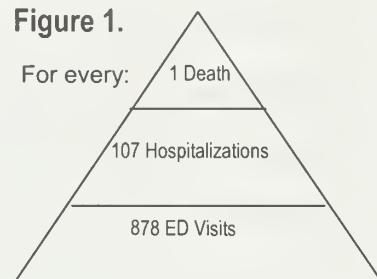 Figure 1.
For every: 1 Death
107 Hospitalizations
878 ED Visits